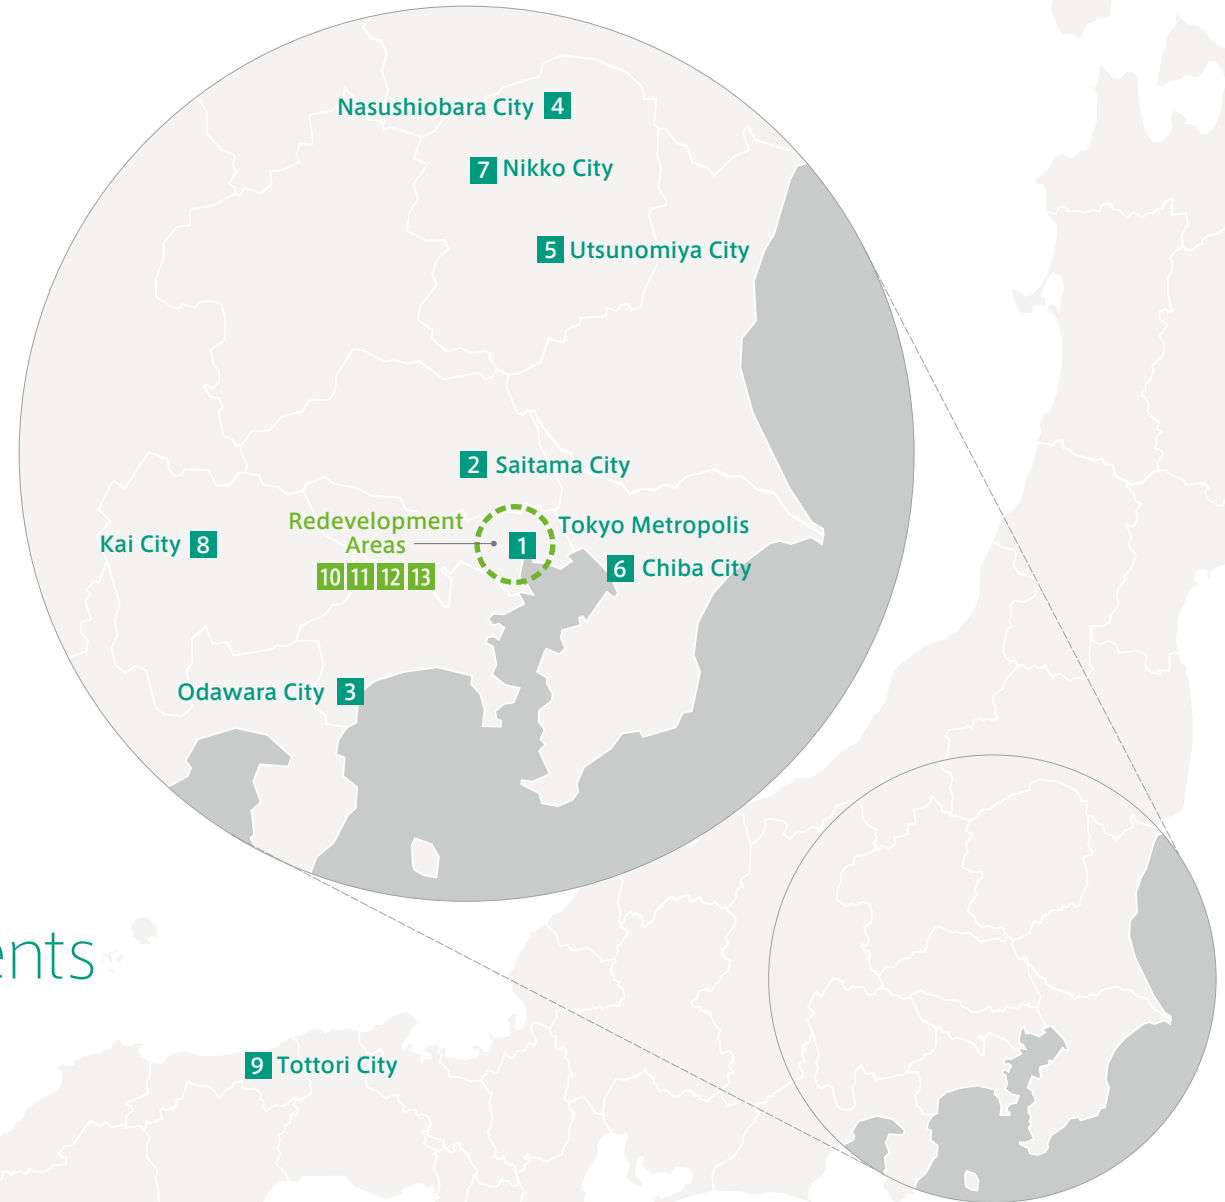 Nasushiobara City 4
7 Nikko City
5 Utsunomiya City
2 Saitama City
Redevelopment
Areas
10 11 12 13
Tokyo Metropolis
1
Kai City 8
6 Chiba City
Odawara City 3
ents
9 Tottori City